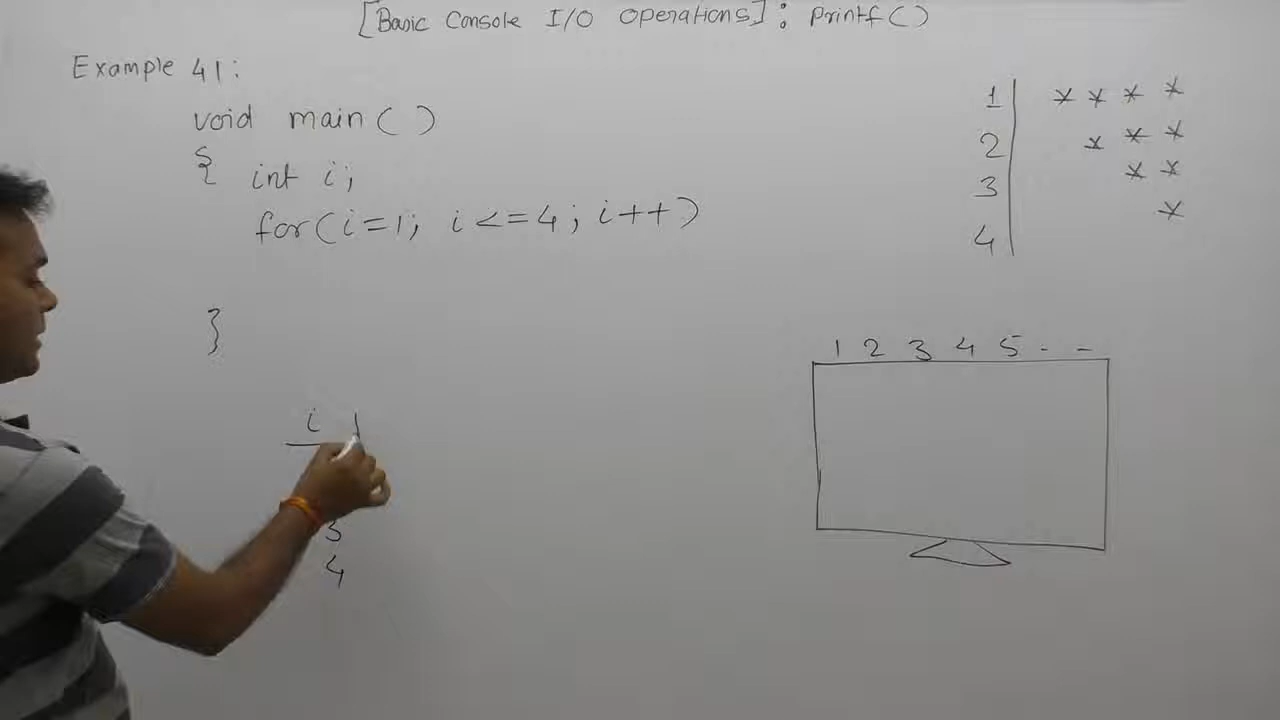 [Basic Console I/O Operations] : printf( )
Example 41:
void main( )
{ int i;
for(i=1; i<=4; i++)
}
i
3
4
1 * * * *
2 * * *
3 * *
4 *
1 2 3 4 5 - -